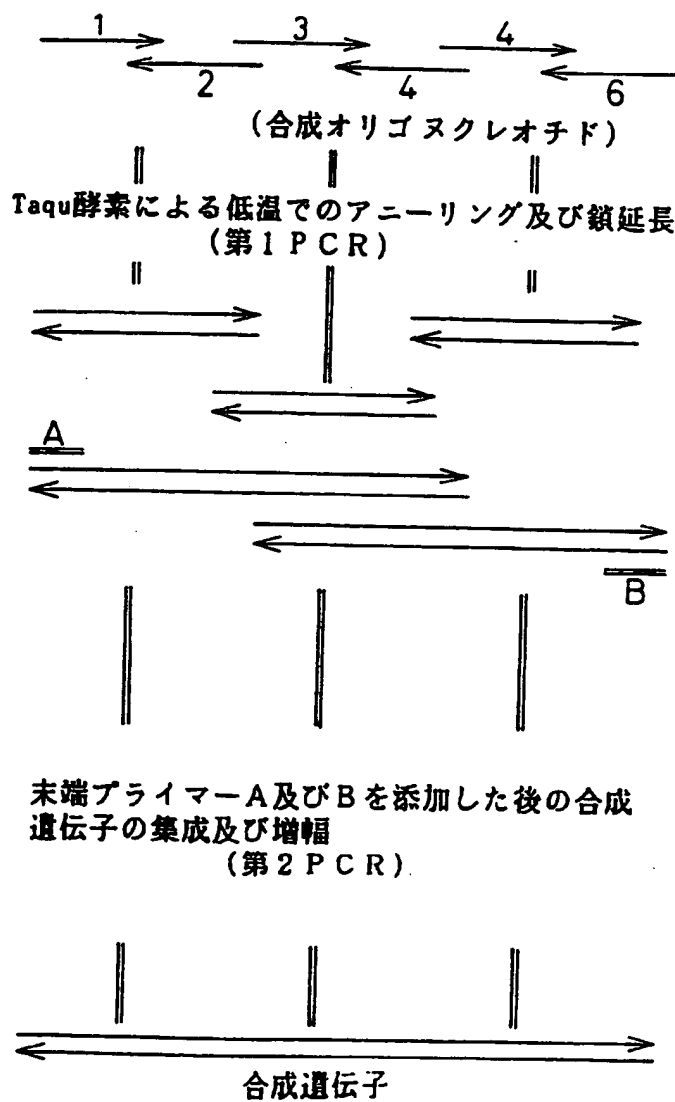 1 3 4
2 4 6
(合成オリゴヌクレオチド)
Taqu酵素による低温でのアニーリング及び鎖延長
(第1PCR)
A
B
末端プライマーA及びBを添加した後の合成
遺伝子の集成及び増幅
(第2PCR)
合成遺伝子